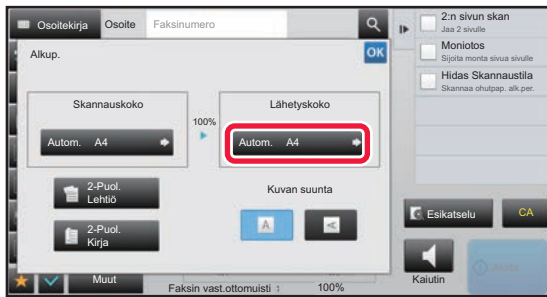 Osoitekirja
Osoite
Faksinumero
2:n sivun skan
Jaa 2 sivulle
Moniotos
Sijoita monta sivua sivulle
Hidas Skannaustila
Skannaa ohutpap. alk.per.
Alkup.
OK
Skannauskoko
100%
Lähetyskoko
Autom. A4
Autom. A4
2-Puol.
Lehtiö
Kuvan suunta
2-Puol.
Kirja
A
A
Esikatselu
CA
Muut
Faksin vast.ottomuisti :
100%
Kaiutin